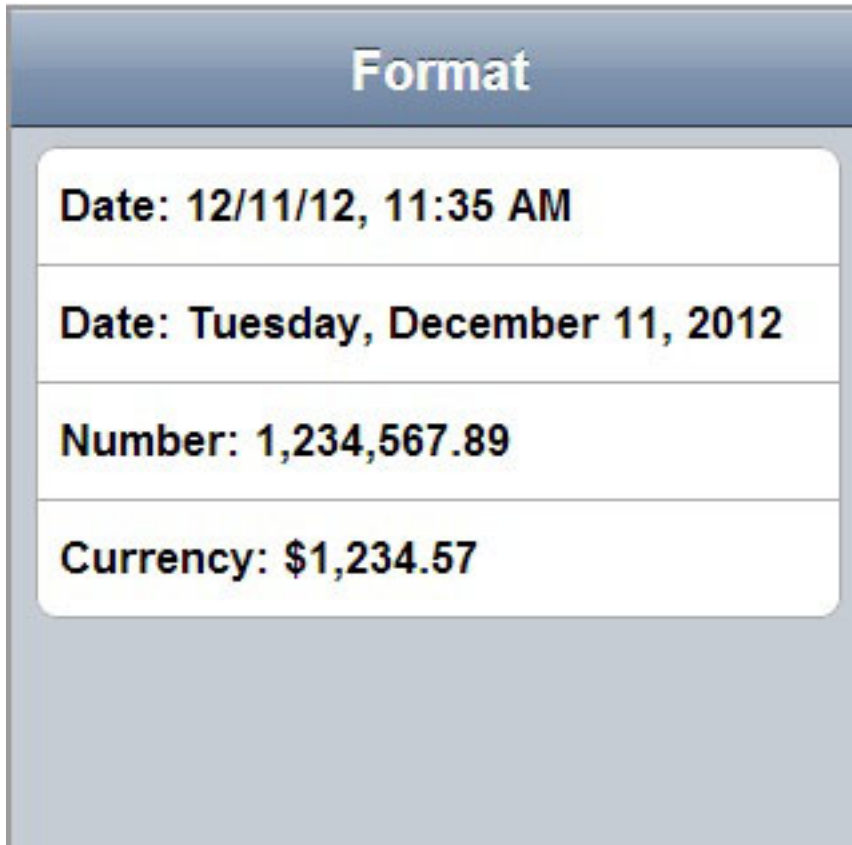 Format
Date: 12/11/12, 11:35 AM
Date: Tuesday, December 11, 2012
Number: 1,234,567.89
Currency: $1,234.57